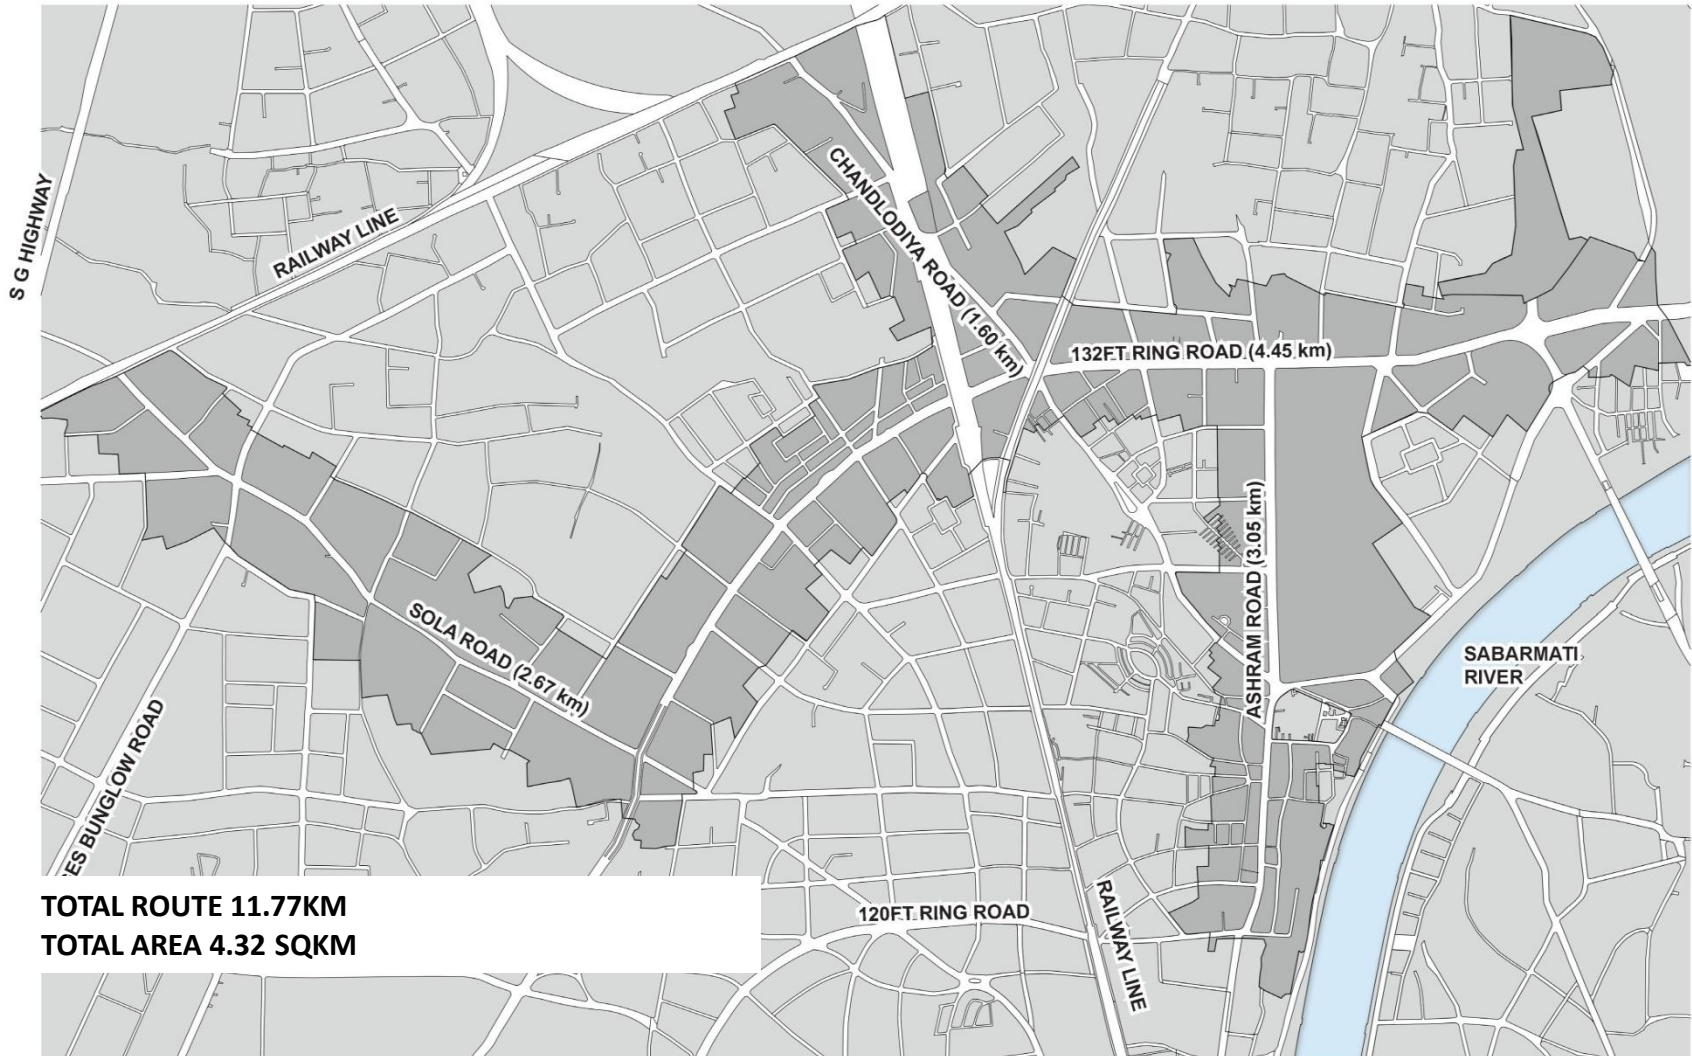 S G HIGHWAY
RAILWAY LINE
CHANDLODIYA ROAD (1.60 km)
132FT RING ROAD (4.45 km)
SOLA ROAD (2.67 km)
ASHRAM ROAD (3.05 km)
SABARMATI
RIVER
BUNGLOW ROAD
120FT RING ROAD
RAILWAY LINE
TOTAL ROUTE 11.77KM
TOTAL AREA 4.32 SQKM